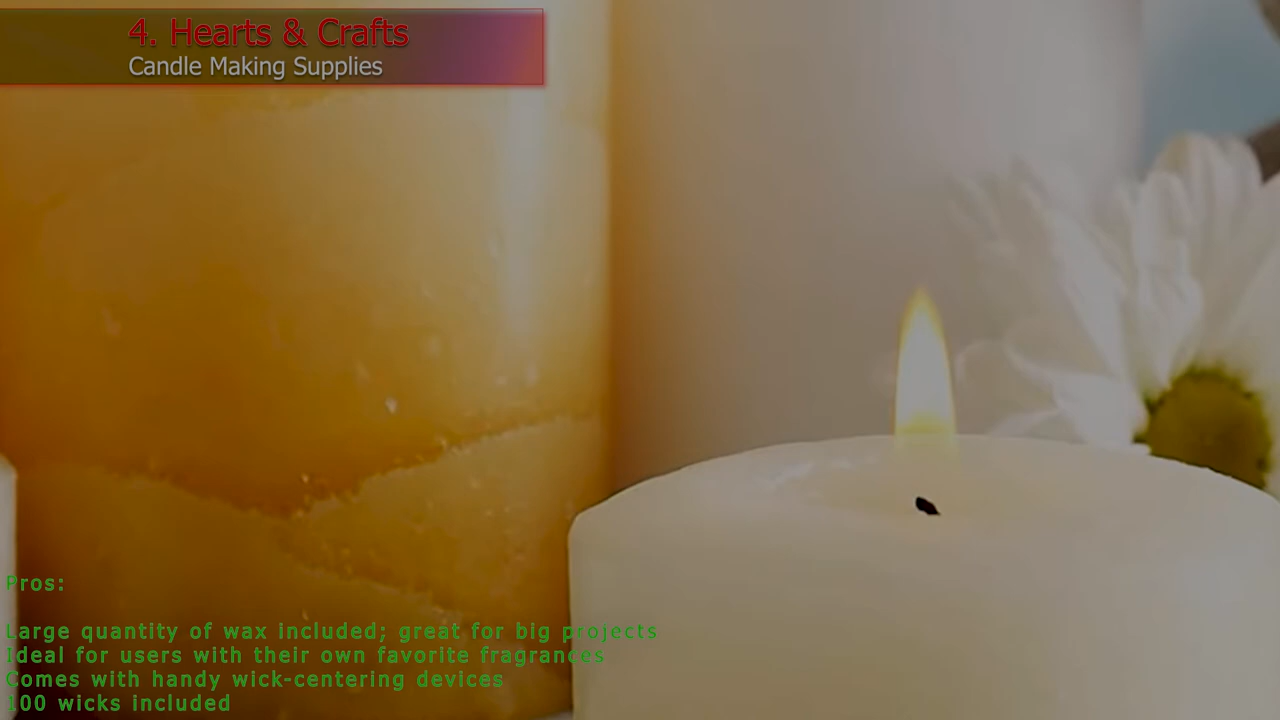 4. Hearts & Crafts
Candle Making Supplies
Pros:
Large quantity of wax included; great for big projects
Ideal for users with their own favorite fragrances
Comes with handy wick-centering devices
100 wicks included